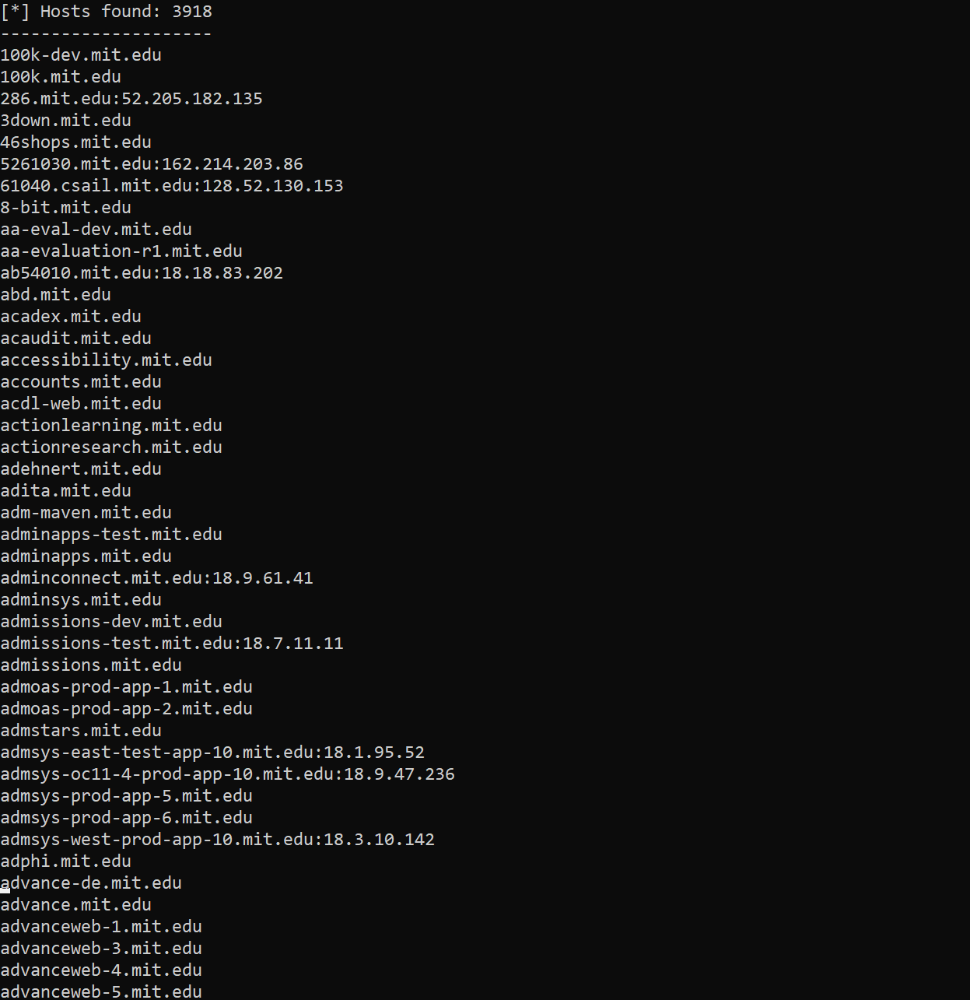 [*] Hosts found: 3918
---------------------
100k-dev.mit.edu
100k.mit.edu
286.mit.edu:52.205.182.135
3down.mit.edu
46shops.mit.edu
5261030.mit.edu:162.214.203.86
61040.csail.mit.edu:128.52.130.153
8-bit.mit.edu
aa-eval-dev.mit.edu
aa-evaluation-r1.mit.edu
ab54010.mit.edu:18.18.83.202
abd.mit.edu
acadex.mit.edu
acaudit.mit.edu
accessibility.mit.edu
accounts.mit.edu
acdl-web.mit.edu
actionlearning.mit.edu
actionresearch.mit.edu
adehnert.mit.edu
adita.mit.edu
adm-maven.mit.edu
adminapps-test.mit.edu
adminapps.mit.edu
adminconnect.mit.edu:18.9.61.41
adminsys.mit.edu
admissions-dev.mit.edu
admissions-test.mit.edu:18.7.11.11
admissions.mit.edu
admoas-prod-app-1.mit.edu
admoas-prod-app-2.mit.edu
admstars.mit.edu
admsys-east-test-app-10.mit.edu:18.1.95.52
admsys-oc11-4-prod-app-10.mit.edu:18.9.47.236
admsys-prod-app-5.mit.edu
admsys-prod-app-6.mit.edu
admsys-west-prod-app-10.mit.edu:18.3.10.142
adphi.mit.edu
advance-de.mit.edu
advance.mit.edu
advanceweb-1.mit.edu
advanceweb-3.mit.edu
advanceweb-4.mit.edu
advanceweb-5.mit.edu